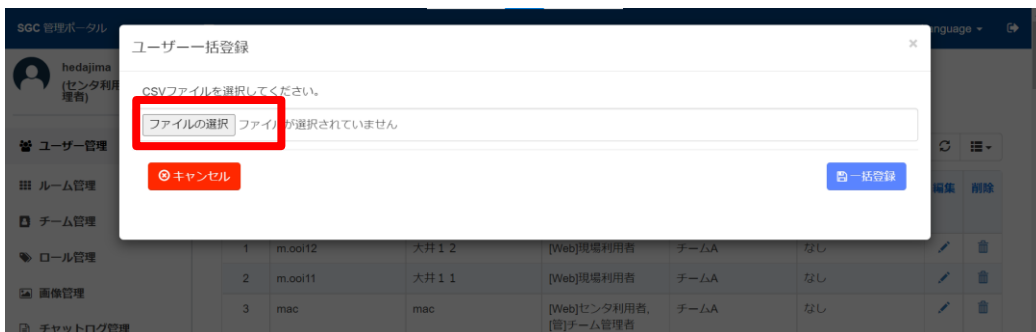 SGC 管理ポータル
anguage
ユーザー一括登録
×
hedajima
(センタ利用
理者)
CSVファイルを選択してください。
ファイルの選択 ファイルが選択されていません
キャンセル
一括登録
ユーザー管理
ルーム管理
チーム管理
ロール管理
画像管理
チャットログ管理
編集 削除
1 m.ooi12 大井１２ [Web]現場利用者 チームA なし
2 m.ooi11 大井１１ [Web]現場利用者 チームA なし
3 mac mac [Web]センタ利用者, チームA なし
[管]チーム管理者